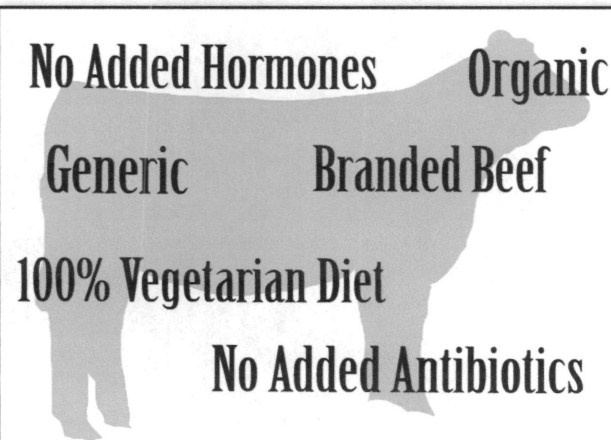 No Added Hormones
Organic
Generic
Branded Beef
100% Vegetarian Diet
No Added Antibiotics